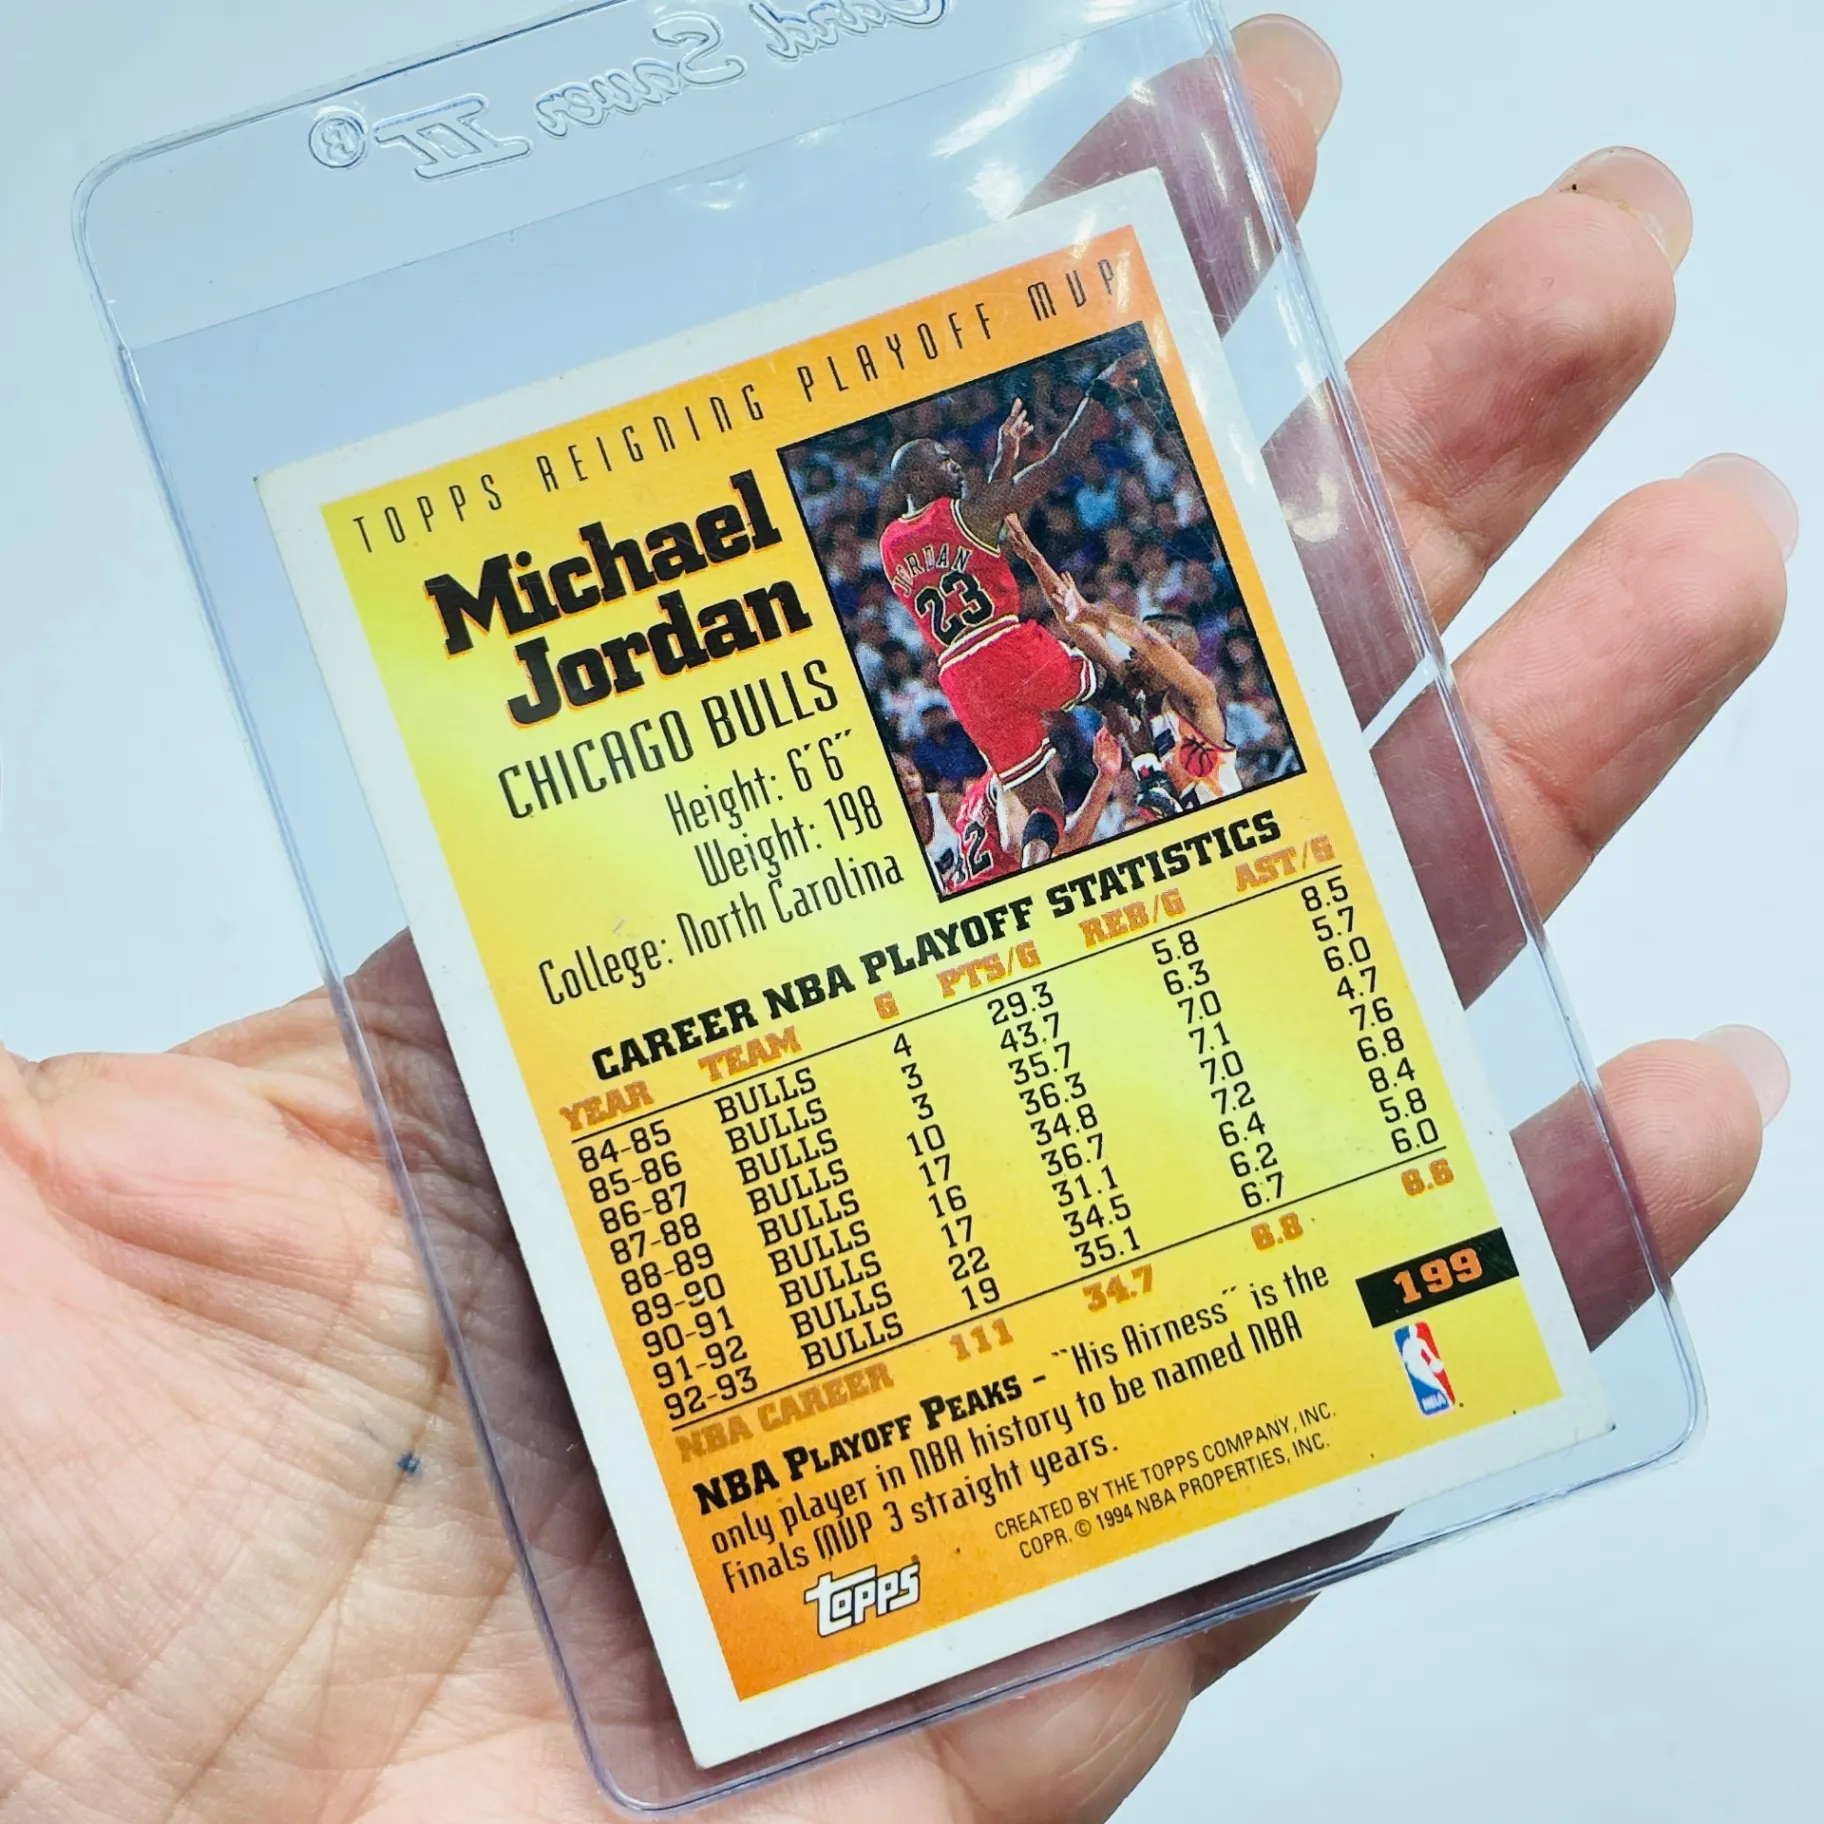 Card Saver II®
TOPPS REIGNING PLAYOFF MVP
Michael
Jordan
CHICAGO BULLS
Height: 6'6"
Weight: 198
College: North Carolina
JORDAN
23
32
CAREER NBA PLAYOFF STATISTICS
YEAR TEAM G PTS/G REB/G AST/G
84-85 BULLS 4 29.3 5.8 8.5
85-86 BULLS 3 43.7 6.3 5.7
86-87 BULLS 3 35.7 7.0 6.0
87-88 BULLS 10 36.3 7.1 4.7
88-89 BULLS 17 34.8 7.0 7.6
89-90 BULLS 16 36.7 7.2 6.8
90-91 BULLS 17 31.1 6.4 8.4
91-92 BULLS 22 34.5 6.2 5.8
92-93 BULLS 19 35.1 6.7 6.0
NBA CAREER 111 34.7 6.8 6.6
199
NBA PLAYOFF PEAKS - "His Airness" is the
only player in NBA history to be named NBA
Finals MVP 3 straight years.
NBA
CREATED BY THE TOPPS COMPANY, INC.
COPR. © 1994 NBA PROPERTIES, INC.
topps